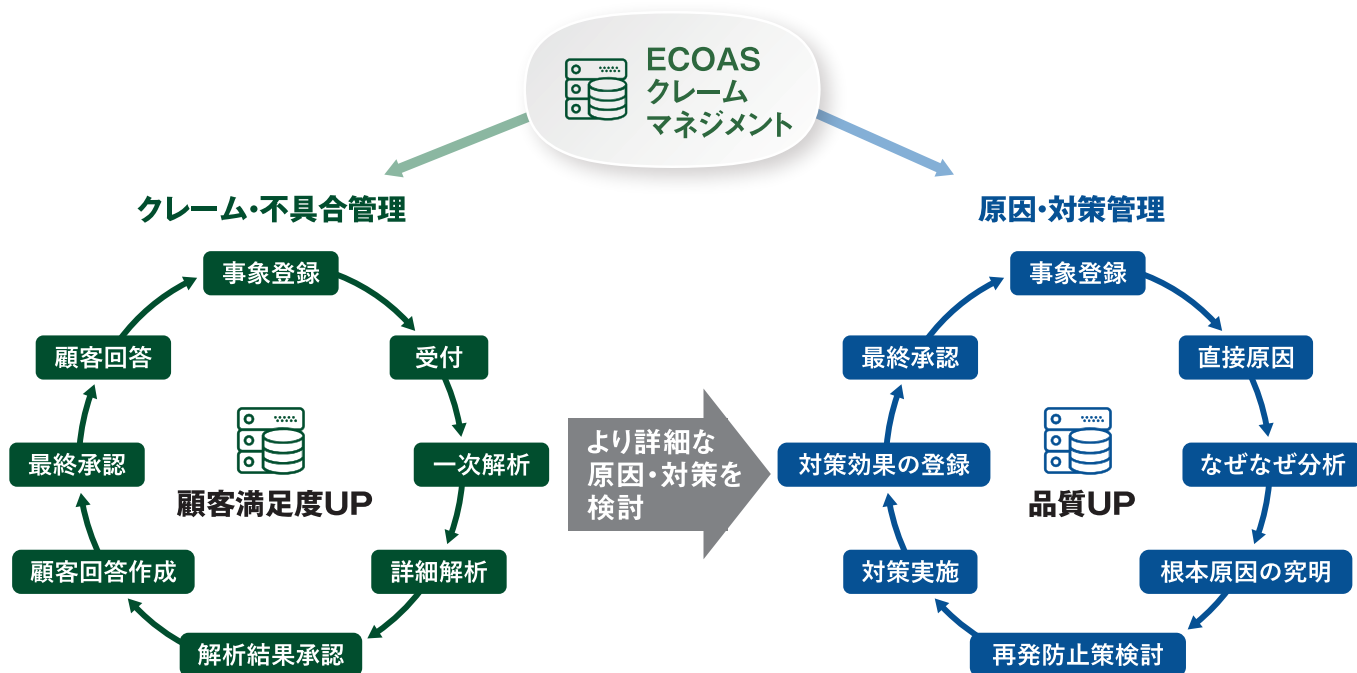 ECOAS
クレーム
マネジメント
クレーム・不具合管理
事象登録
受付
一次解析
詳細解析
解析結果承認
顧客回答作成
最終承認
顧客回答
顧客満足度UP
より詳細な
原因・対策を
検討
原因・対策管理
事象登録
直接原因
なぜなぜ分析
根本原因の究明
再発防止策検討
対策実施
対策効果の登録
最終承認
品質UP